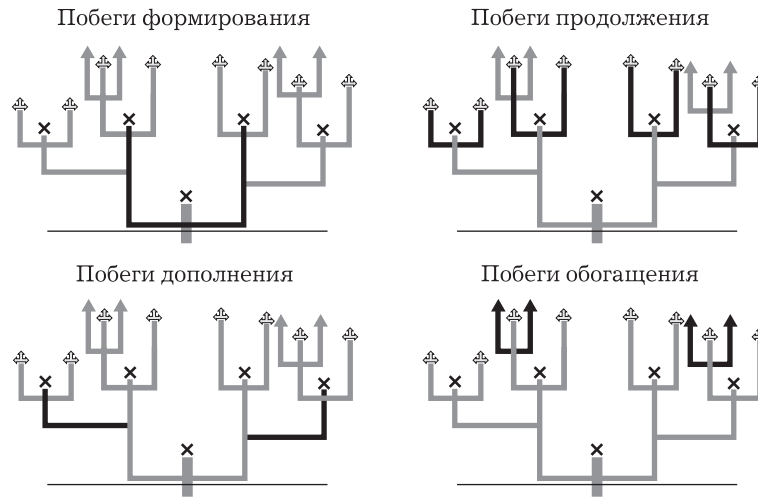 Побеги формирования
Побеги продолжения
Побеги дополнения
Побеги обогащения